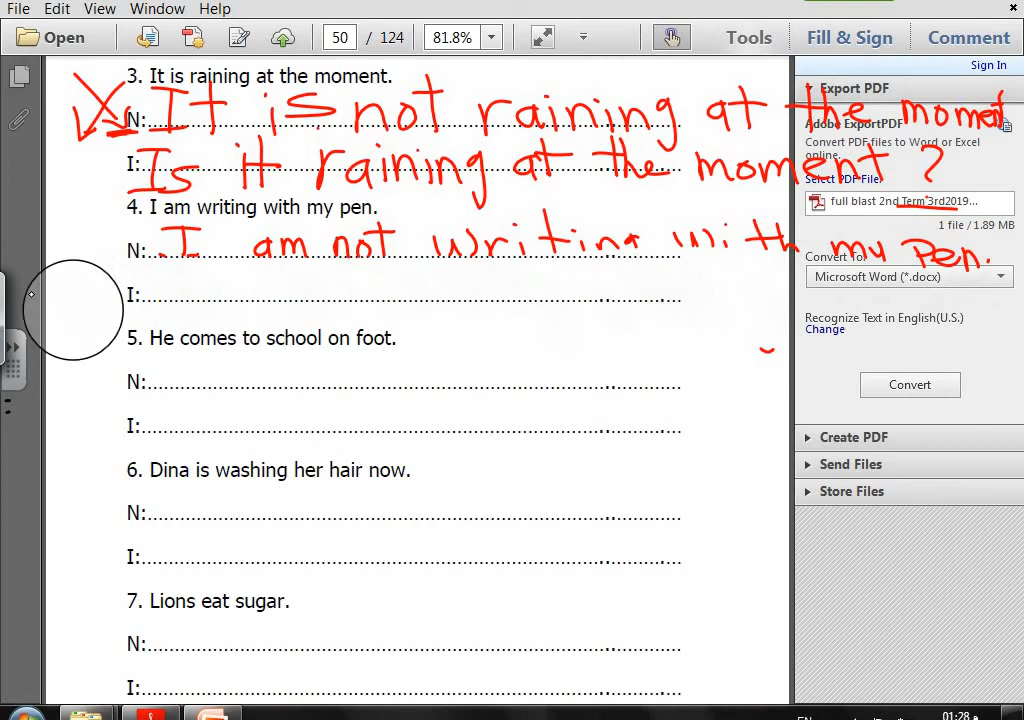 File Edit View Window Help
Open 50 / 124 81.8% Tools Fill & Sign Comment
Sign In
3. It is raining at the moment.
N:........ It is not raining at the moment
I:........ Is it raining at the moment ?
4. I am writing with my pen.
N:........ I am not writing with my Pen.
I:........
5. He comes to school on foot.
N:........
I:........
6. Dina is washing her hair now.
N:........
I:........
7. Lions eat sugar.
N:........
I:........
Export PDF
Adobe ExportPDF
Convert PDF files to Word or Excel
online.
Select PDF File:
full blast 2nd Term 3rd2019...
1 file / 1.89 MB
Convert To:
Microsoft Word (*.docx)
Recognize Text in English(U.S.)
Change
Convert
Create PDF
Send Files
Store Files
EN 01:28 م